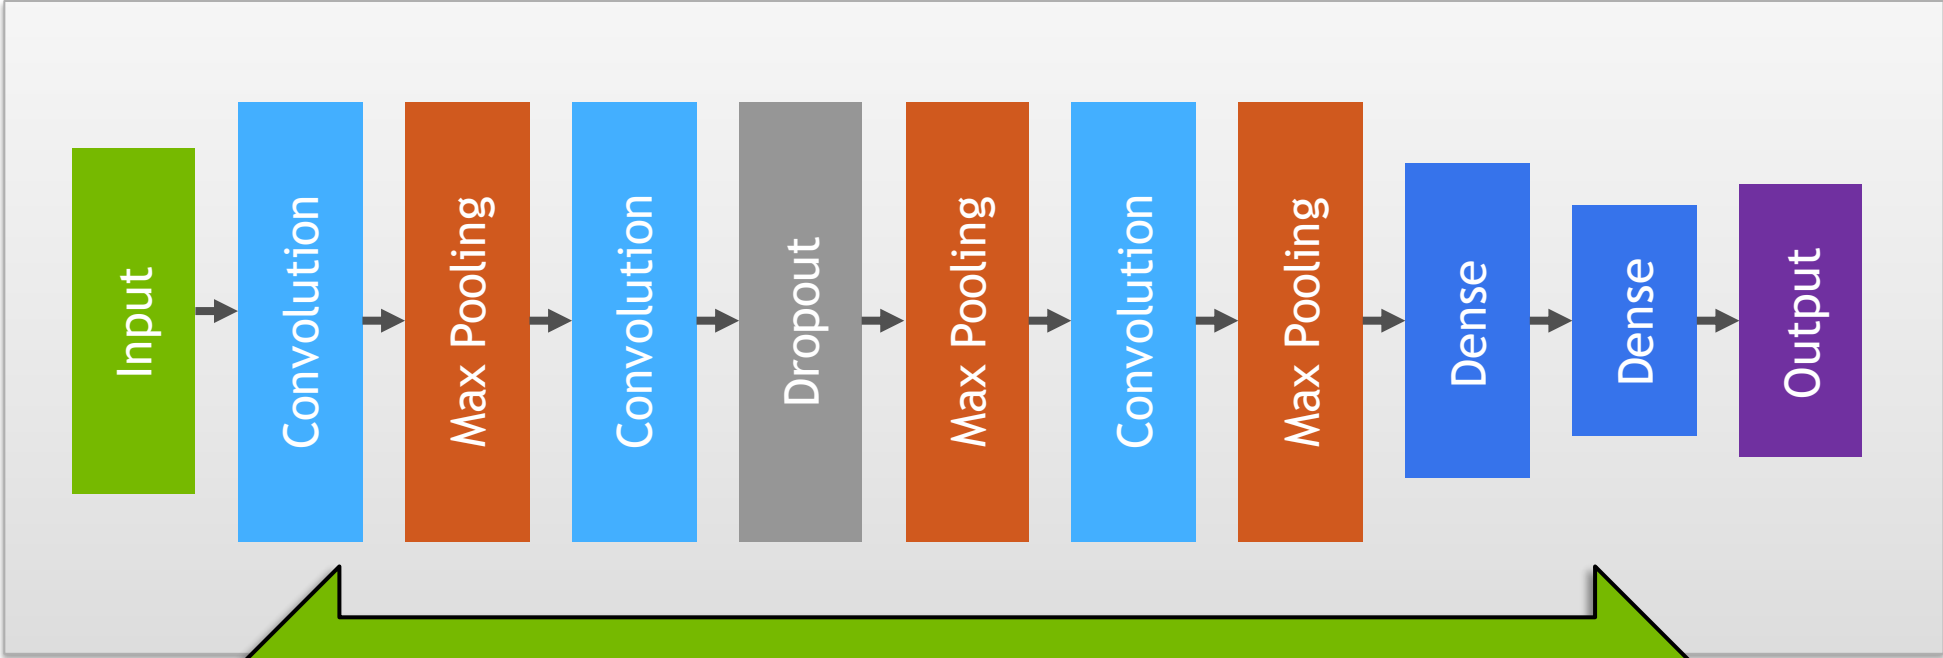 Input
Convolution
Max Pooling
Convolution
Dropout
Max Pooling
Convolution
Max Pooling
Dense
Dense
Output